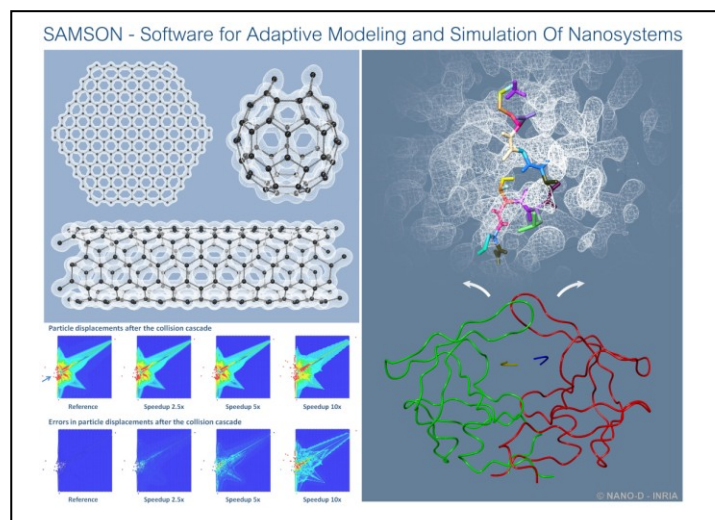 SAMSON - Software for Adaptive Modeling and Simulation Of Nanosystems
Particle displacements after the collision cascade
Reference Speedup 2.5x Speedup 5x Speedup 10x
Errors in particle displacements after the collision cascade
Reference Speedup 2.5x Speedup 5x Speedup 10x
© NANO-D - INRIA